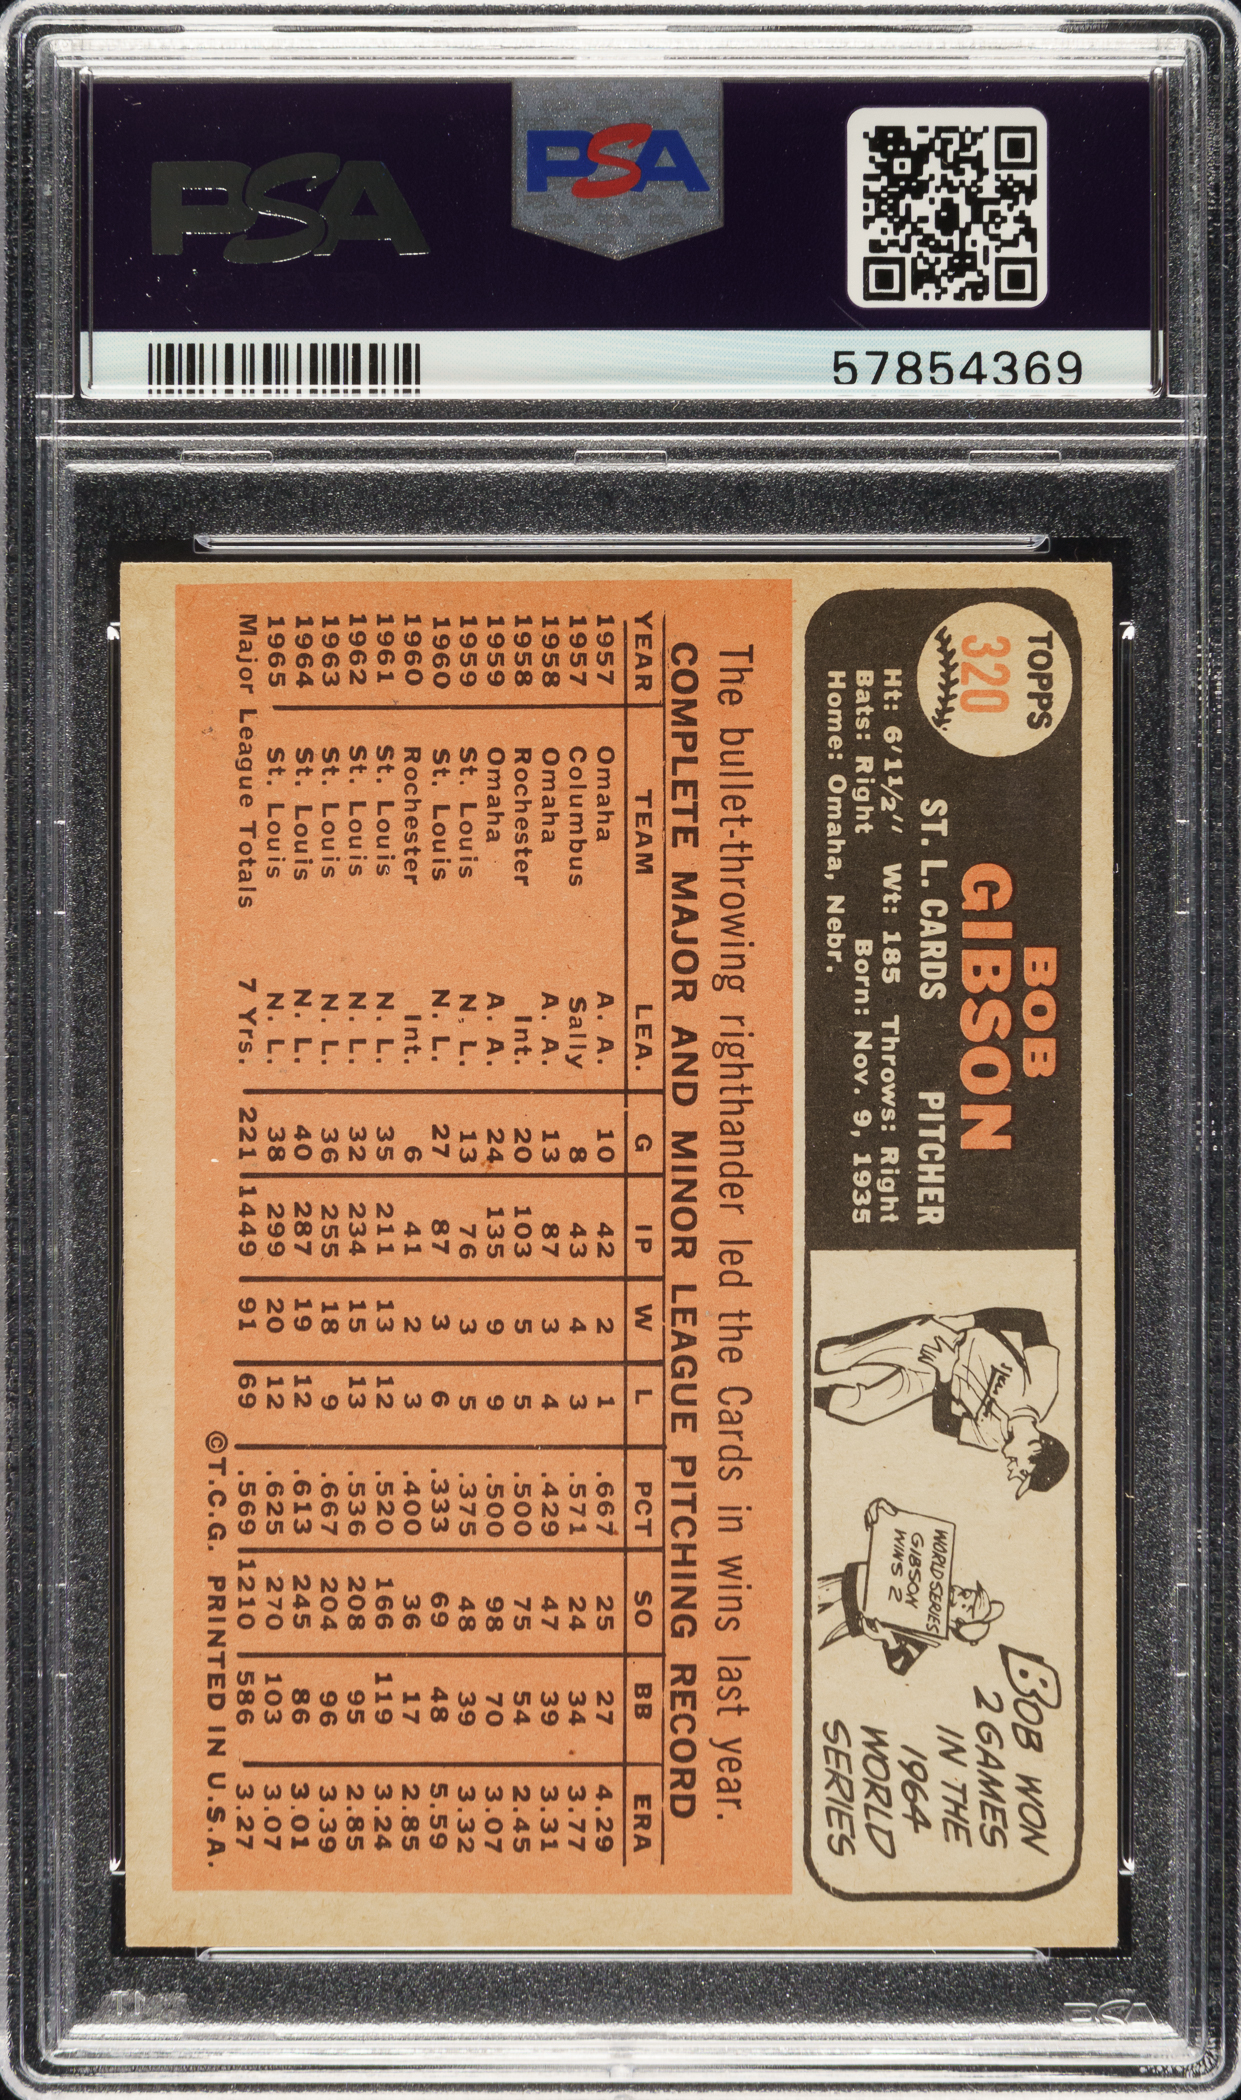 PSA
PSA
57854369
TOPPS
320
BOB
GIBSON
ST. L. CARDS PITCHER
Ht: 6'1 1/2'' Wt: 185 Throws: Right
Bats: Right Born: Nov. 9, 1935
Home: Omaha, Nebr.
WORLD SERIES
GIBSON
WINS 2
BOB WON
2 GAMES
IN THE
1964
WORLD
SERIES
The bullet-throwing righthander led the Cards in wins last year.
COMPLETE MAJOR AND MINOR LEAGUE PITCHING RECORD
YEAR TEAM LEA. G IP W L PCT SO BB ERA
1957 Omaha A. A. 10 42 2 1 .667 25 27 4.29
1957 Columbus Sally 8 43 4 3 .571 24 34 3.77
1958 Omaha A. A. 13 87 3 4 .429 47 39 3.31
1958 Rochester Int. 20 103 5 5 .500 75 54 2.45
1959 Omaha A. A. 24 135 9 9 .500 98 70 3.07
1959 St. Louis N. L. 13 76 3 5 .375 48 39 3.32
1960 St. Louis N. L. 27 87 3 6 .333 69 48 5.59
1960 Rochester Int. 6 41 2 3 .400 36 17 2.85
1961 St. Louis N. L. 35 211 13 12 .520 166 119 3.24
1962 St. Louis N. L. 32 234 15 13 .536 208 95 2.85
1963 St. Louis N. L. 36 255 18 9 .667 204 96 3.39
1964 St. Louis N. L. 40 287 19 12 .613 245 86 3.01
1965 St. Louis N. L. 38 299 20 12 .625 270 103 3.07
Major League Totals 7 Yrs. 221 1449 91 69 .569 1210 586 3.27
©T.C.G. PRINTED IN U.S.A.
PSA